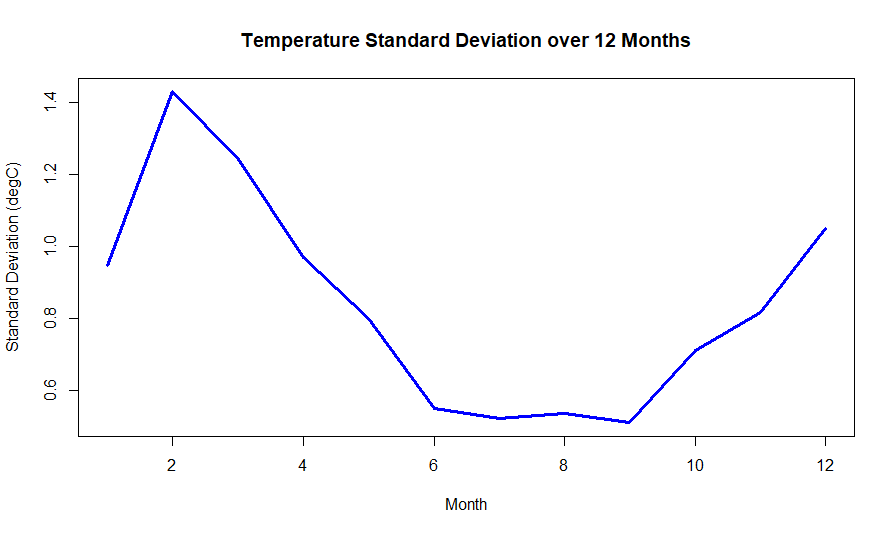 Temperature Standard Deviation over 12 Months
Standard Deviation (degC)
1.4
1.2
1.0
0.8
0.6
2 4 6 8 10 12
Month